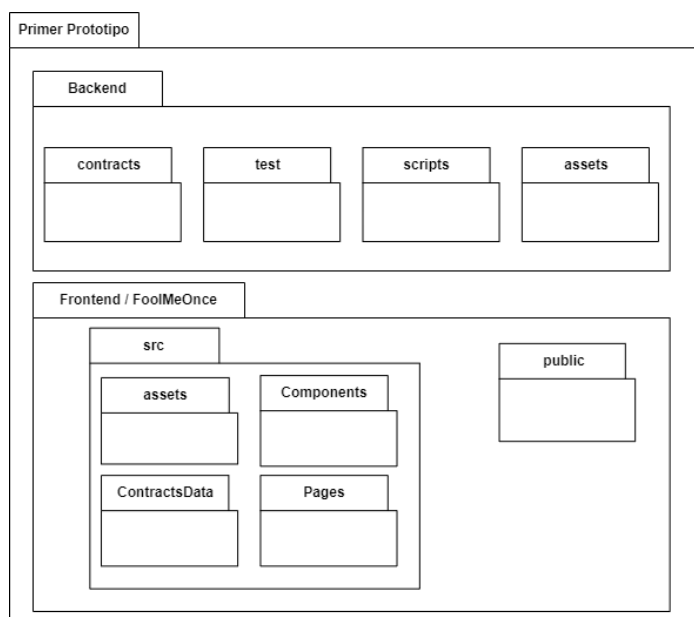 Primer Prototipo
Backend
contracts
test
scripts
assets
Frontend / FoolMeOnce
src
public
assets
Components
ContractsData
Pages